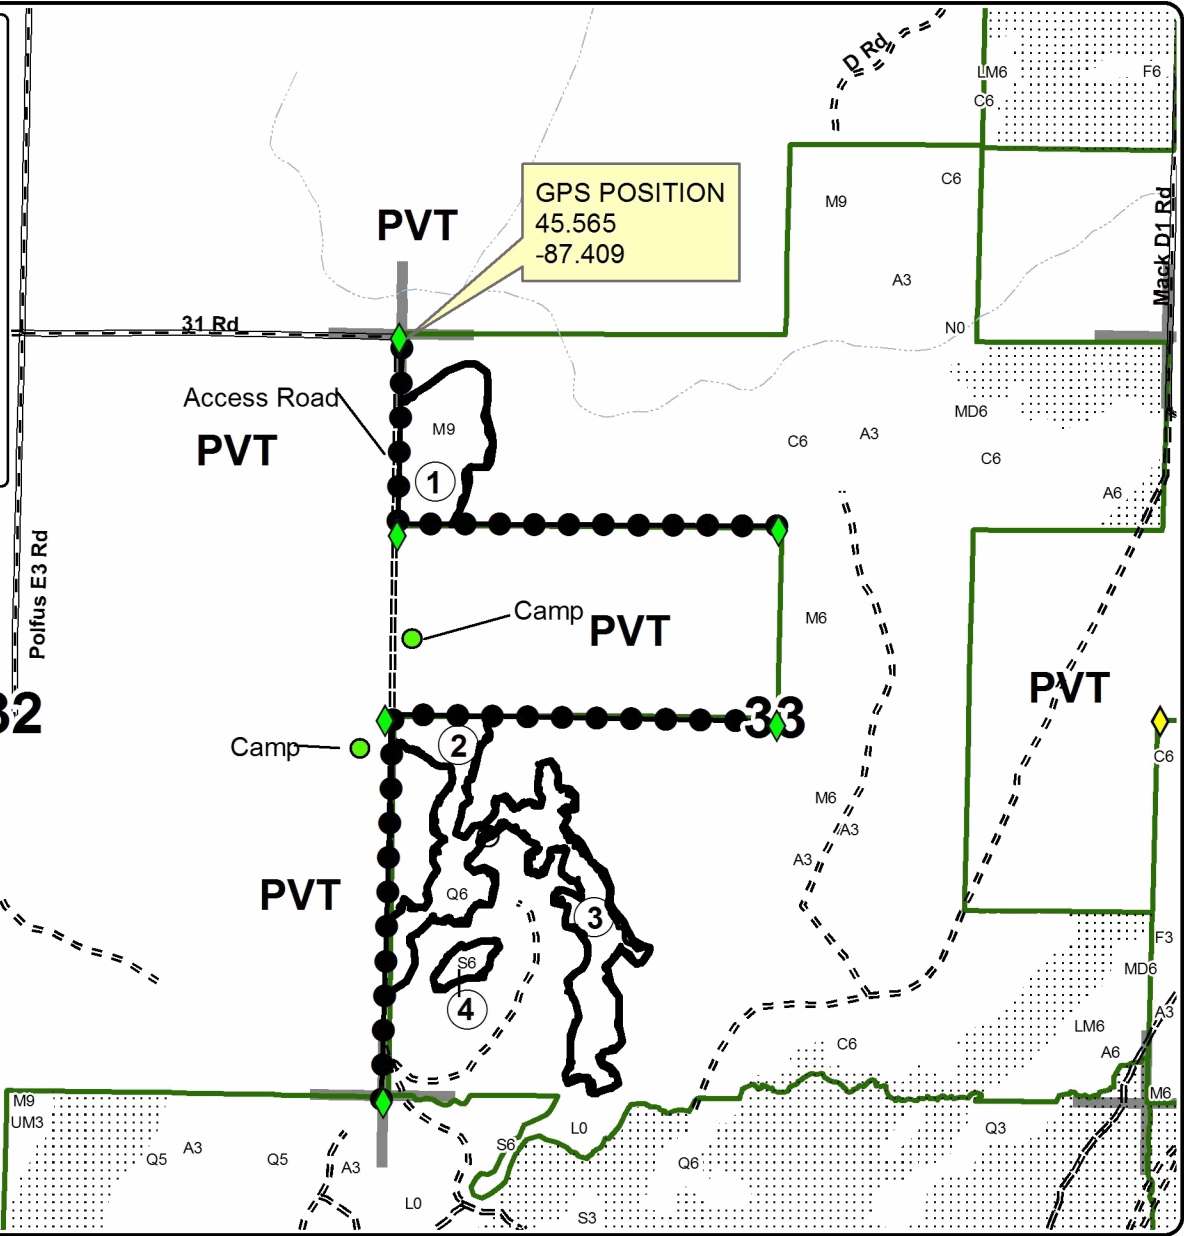 D Rd
LM6
F6
C6
GPS POSITION
45.565
-87.409
C6
M9
PVT
Mack D1 Rd
A3
31 Rd
N0
Access Road
PVT
M9
MD6
C6
A3
C6
1
A6
Polfus E3 Rd
Camp
PVT
M6
PVT
32
33
2
Camp
C6
M6
A3
A3
PVT
Q6
3
F3
S6
MD6
4
A3
LM6
C6
A6
M9
M6
UM3
L0
Q3
A3
S6
Q5
Q5
A3
Q6
L0
S3